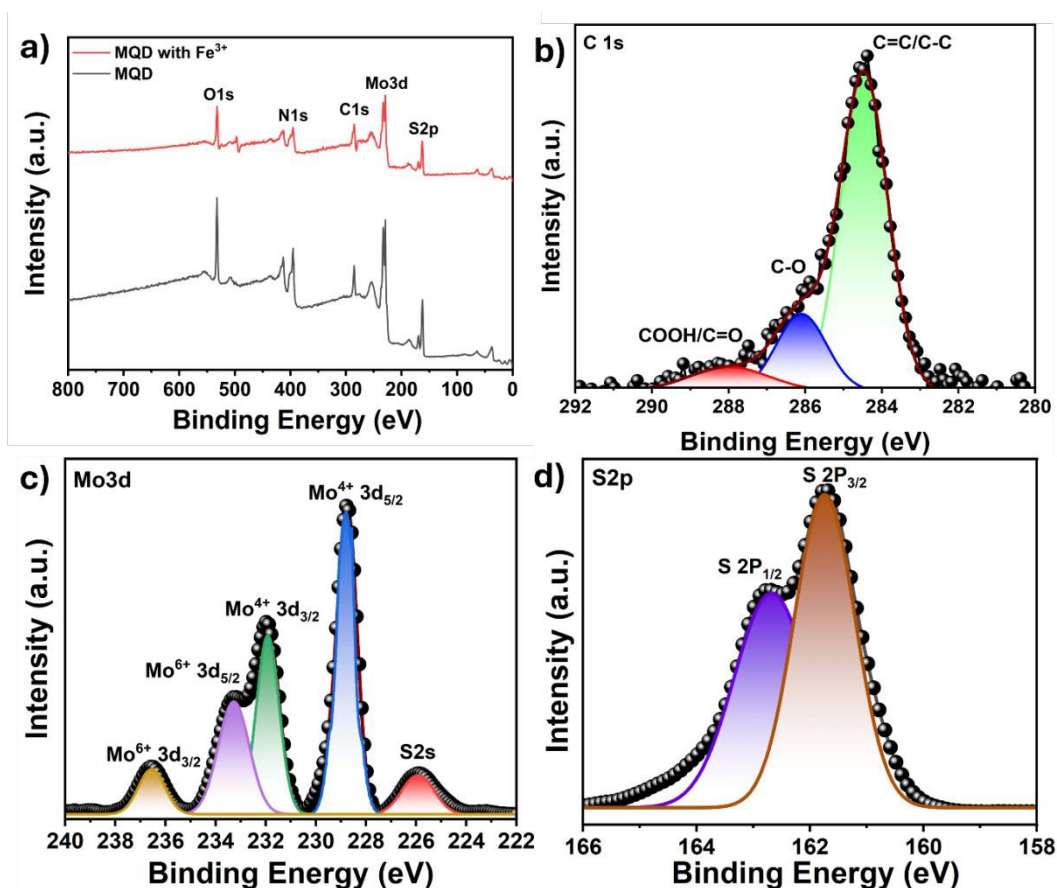 a)
MQD with Fe³⁺
MQD
O1s
N1s
C1s
Mo3d
S2p
Intensity (a.u.)
800 700 600 500 400 300 200 100 0
Binding Energy (eV)
b)
C 1s
C=C/C-C
C-O
COOH/C=O
Intensity (a.u.)
292 290 288 286 284 282 280
Binding Energy (eV)
c)
Mo3d
Mo⁴⁺ 3d₅/₂
Mo⁴⁺ 3d₃/₂
Mo⁶⁺ 3d₅/₂
Mo⁶⁺ 3d₃/₂
S2s
Intensity (a.u.)
240 238 236 234 232 230 228 226 224 222
Binding Energy (eV)
d)
S2p
S 2P₃/₂
S 2P₁/₂
Intensity (a.u.)
166 164 162 160 158
Binding Energy (eV)